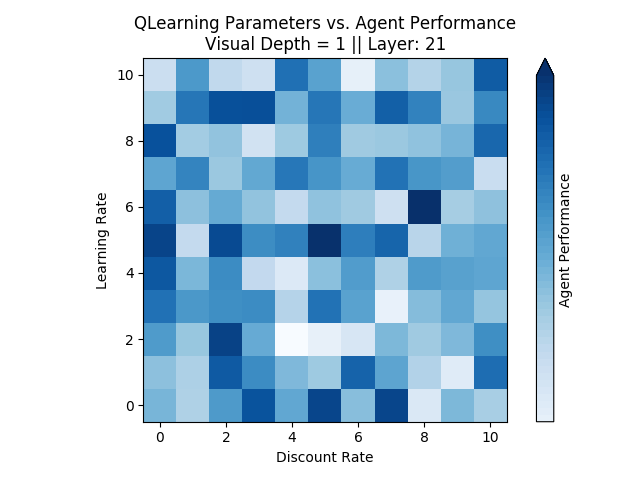 QLearning Parameters vs. Agent Performance
Visual Depth = 1 || Layer: 21
10
8
6
4
2
0
Learning Rate
0 2 4 6 8 10
Discount Rate
Agent Performance